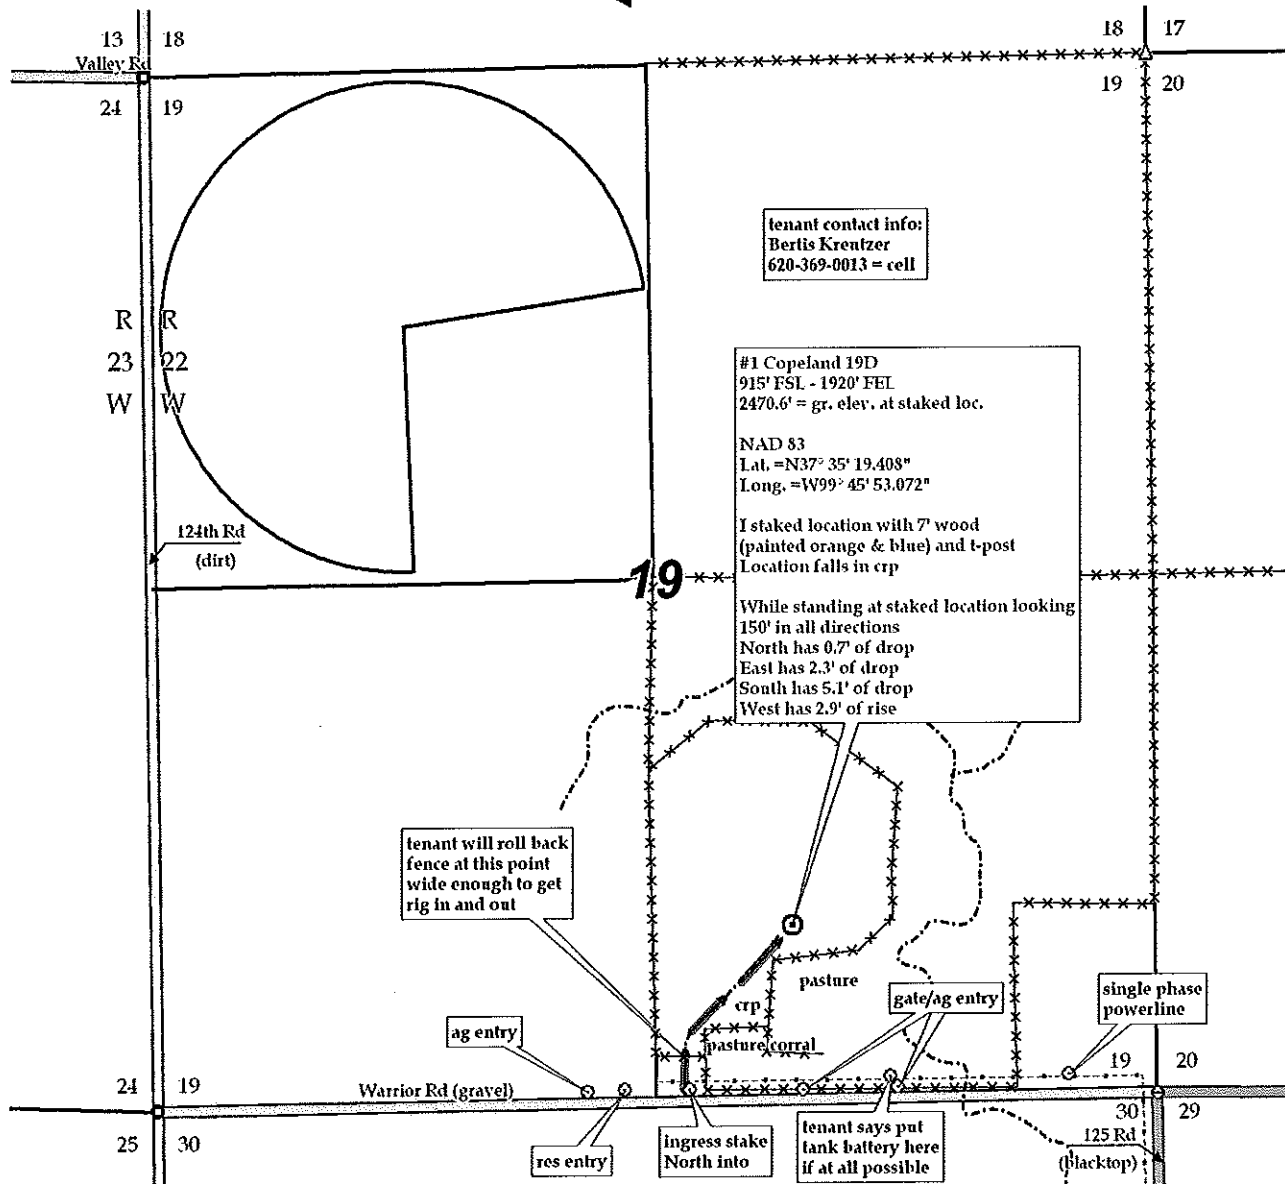 13 18
18 17
Valley Rd
24 19
19 20
tenant contact info:
Bertis Krentzer
620-369-0013 = cell
R R
23 22
W W
#1 Copeland 19D
915' FSL - 1920' FEL
2470.6' = gr. elev. at staked loc.
NAD 83
Lat. =N37° 35' 19.408"
Long. =W99° 45' 53.072"
I staked location with 7' wood
(painted orange & blue) and t-post
Location falls in crp
While standing at staked location looking
150' in all directions
North has 0.7' of drop
East has 2.3' of drop
South has 5.1' of drop
West has 2.9' of rise
124th Rd
(dirt)
19
tenant will roll back
fence at this point
wide enough to get
rig in and out
pasture
crp
gate/ag entry
single phase
powerline
ag entry
pasture corral
19 20
24 19
Warrior Rd (gravel)
30 29
25 30
res entry
ingress stake
North into
tenant says put
tank battery here
if at all possible
125 Rd
(blacktop)